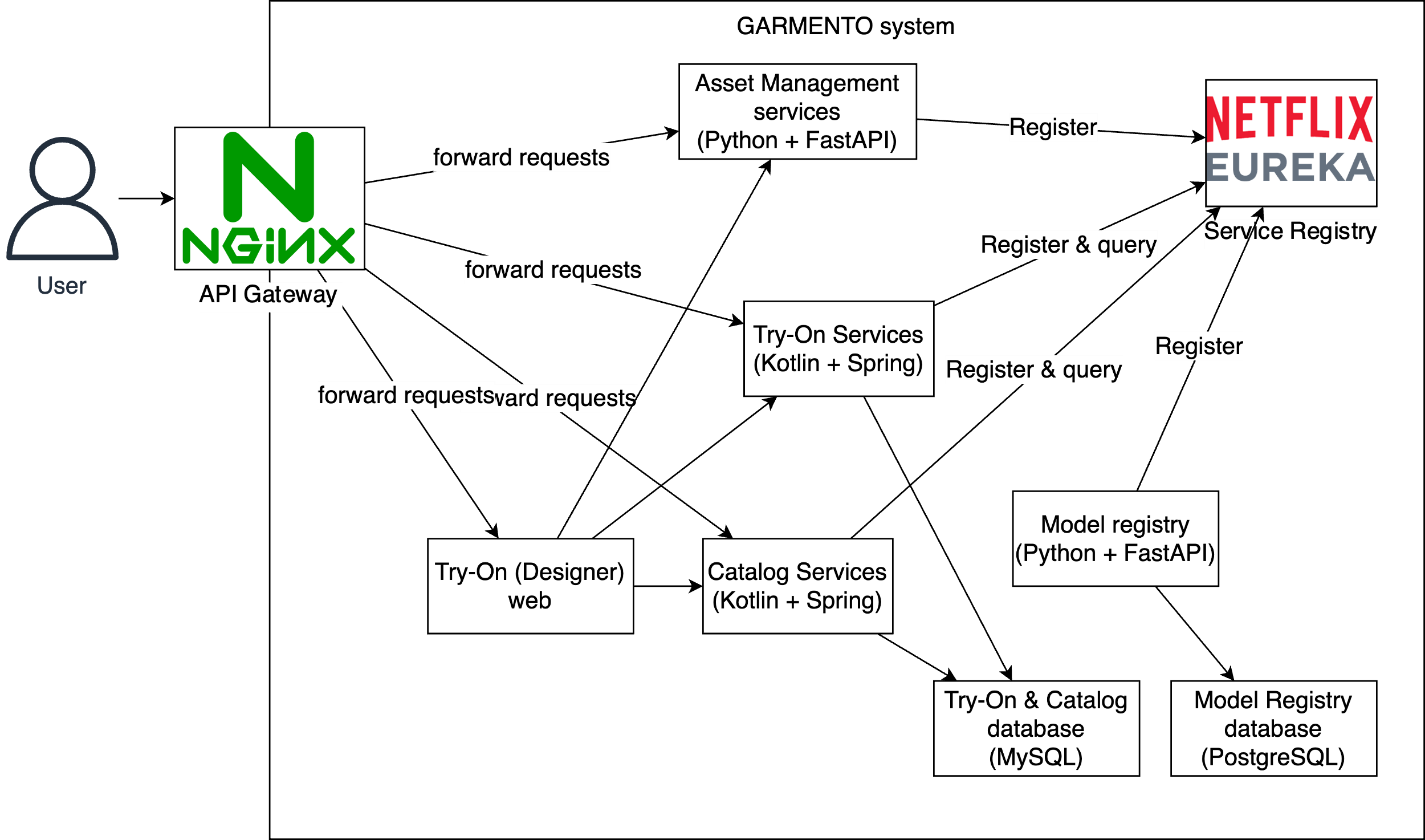 GARMENTO system
Asset Management
services
(Python + FastAPI)
Register
NETFLIX
EUREKA
Service Registry
forward requests
NGiNX
API Gateway
User
forward requests
Register & query
Try-On Services
(Kotlin + Spring)
Register & query
Register
forward requests
vard requests
Model registry
(Python + FastAPI)
Try-On (Designer)
web
Catalog Services
(Kotlin + Spring)
Try-On & Catalog
database
(MySQL)
Model Registry
database
(PostgreSQL)